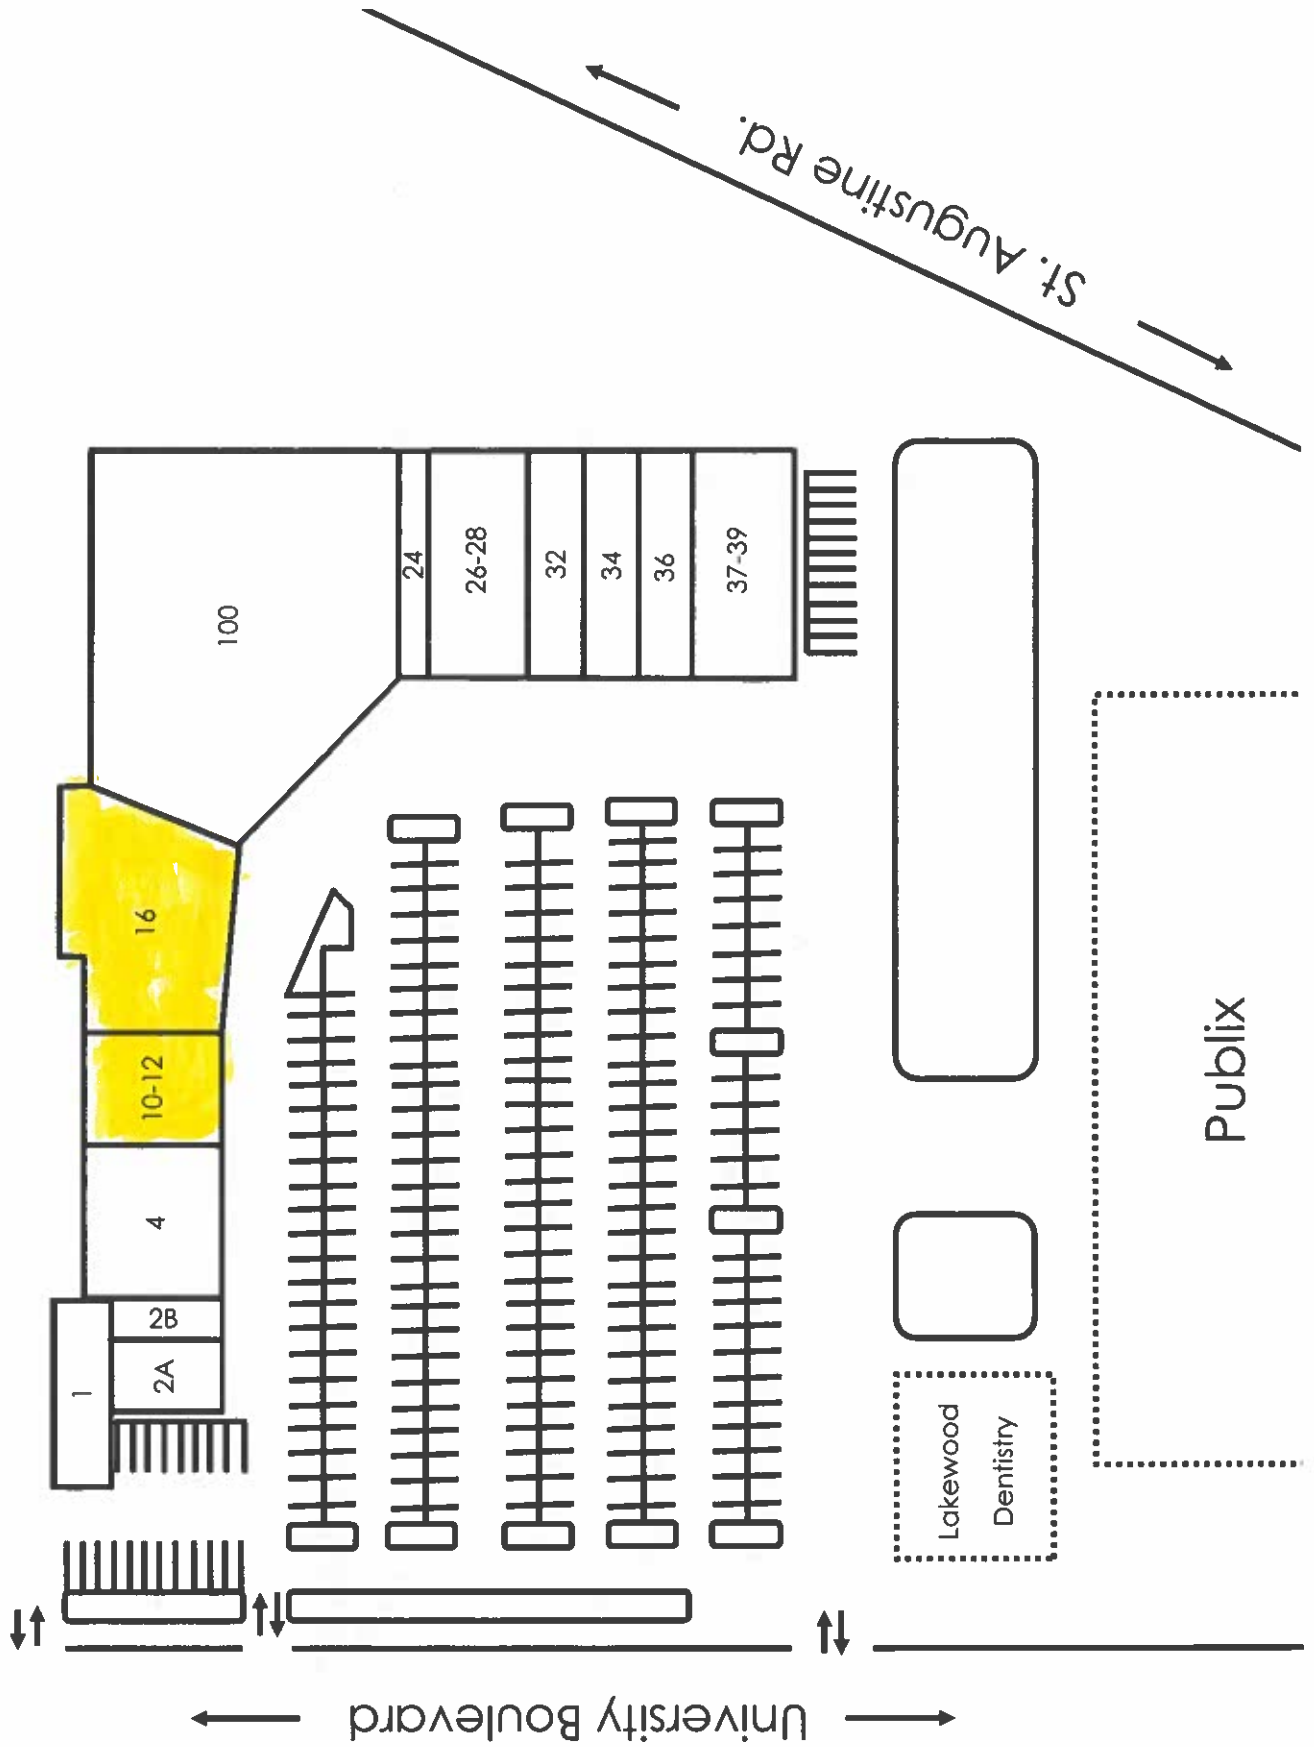 St. Augustine Rd.
100
24
26-28
32
34
36
37-39
16
10-12
4
2B
2A
1
Publix
Lakewood
Dentistry
University Boulevard